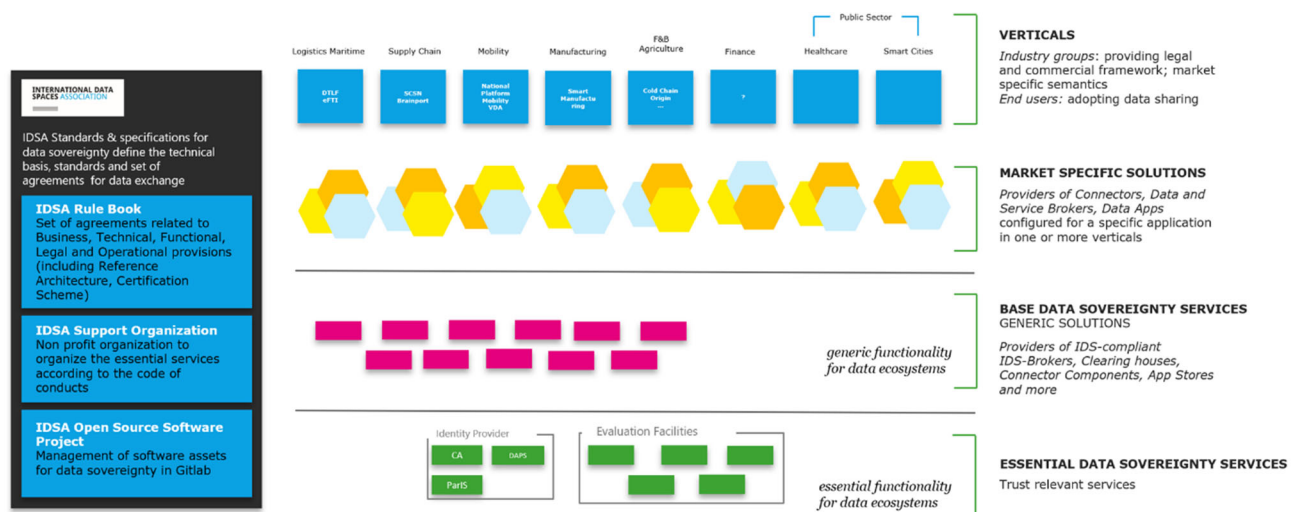 INTERNATIONAL DATA
SPACES ASSOCIATION
IDSA Standards & specifications for
data sovereignty define the technical
basis, standards and set of
agreements for data exchange
IDSA Rule Book
Set of agreements related to
Business, Technical, Functional,
Legal and Operational provisions
(including Reference
Architecture, Certification
Scheme)
IDSA Support Organization
Non profit organization to
organize the essential services
according to the code of
conducts
IDSA Open Source Software
Project
Management of software assets
for data sovereignty in Gitlab
Public Sector
Logistics Maritime
Supply Chain
Mobility
Manufacturing
F&B
Agriculture
Finance
Healthcare
Smart Cities
DTLF
eFTI
SCSN
Brainport
National
Platform
Mobility
VDA
Smart
Manufactu
ring
Cold Chain
Origin
...
?
VERTICALS
Industry groups: providing legal
and commercial framework; market
specific semantics
End users: adopting data sharing
MARKET SPECIFIC SOLUTIONS
Providers of Connectors, Data and
Service Brokers, Data Apps
configured for a specific application
in one or more verticals
generic functionality
for data ecosystems
BASE DATA SOVEREIGNTY SERVICES
GENERIC SOLUTIONS
Providers of IDS-compliant
IDS-Brokers, Clearing houses,
Connector Components, App Stores
and more
Identity Provider
CA
DAPS
ParIS
Evaluation Facilities
essential functionality
for data ecosystems
ESSENTIAL DATA SOVEREIGNTY SERVICES
Trust relevant services